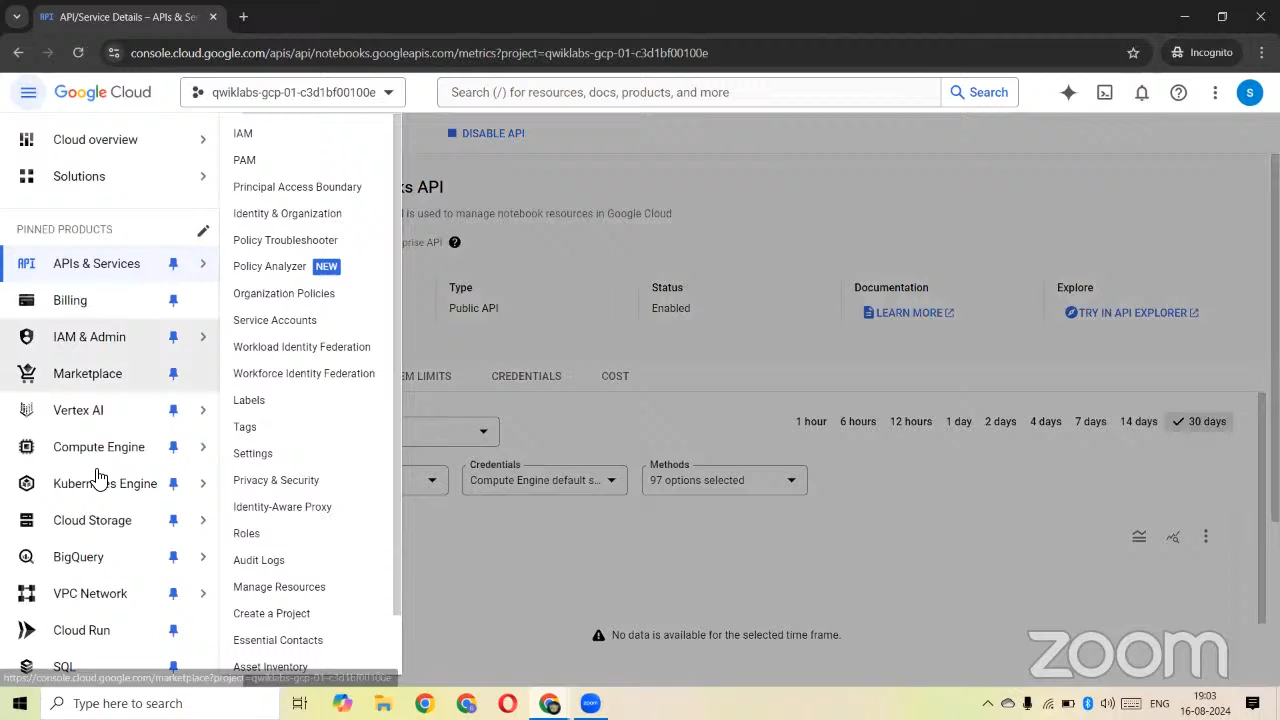 API API/Service Details – APIs & Se
console.cloud.google.com/apis/api/notebooks.googleapis.com/metrics?project=qwiklabs-gcp-01-c3d1bf00100e
Incognito
Google Cloud
qwiklabs-gcp-01-c3d1bf00100e
Search (/) for resources, docs, products, and more
Search
S
Cloud overview
Solutions
PINNED PRODUCTS
API APIs & Services
Billing
IAM & Admin
Marketplace
Vertex AI
Compute Engine
Kubernetes Engine
Cloud Storage
BigQuery
VPC Network
Cloud Run
SQL
IAM
PAM
Principal Access Boundary
Identity & Organization
Policy Troubleshooter
Policy Analyzer NEW
Organization Policies
Service Accounts
Workload Identity Federation
Workforce Identity Federation
Labels
Tags
Settings
Privacy & Security
Identity-Aware Proxy
Roles
Audit Logs
Manage Resources
Create a Project
Essential Contacts
Asset Inventory
DISABLE API
ks API
l is used to manage notebook resources in Google Cloud
prise API
Type
Public API
Status
Enabled
Documentation
LEARN MORE
Explore
TRY IN API EXPLORER
EM LIMITS
CREDENTIALS
COST
1 hour 6 hours 12 hours 1 day 2 days 4 days 7 days 14 days 30 days
Credentials
Compute Engine default s...
Methods
97 options selected
No data is available for the selected time frame.
zoom
https://console.cloud.google.com/marketplace?project=qwiklabs-gcp-01-c3d1bf00100e
Type here to search
zoom
ENG
19:03
16-08-2024